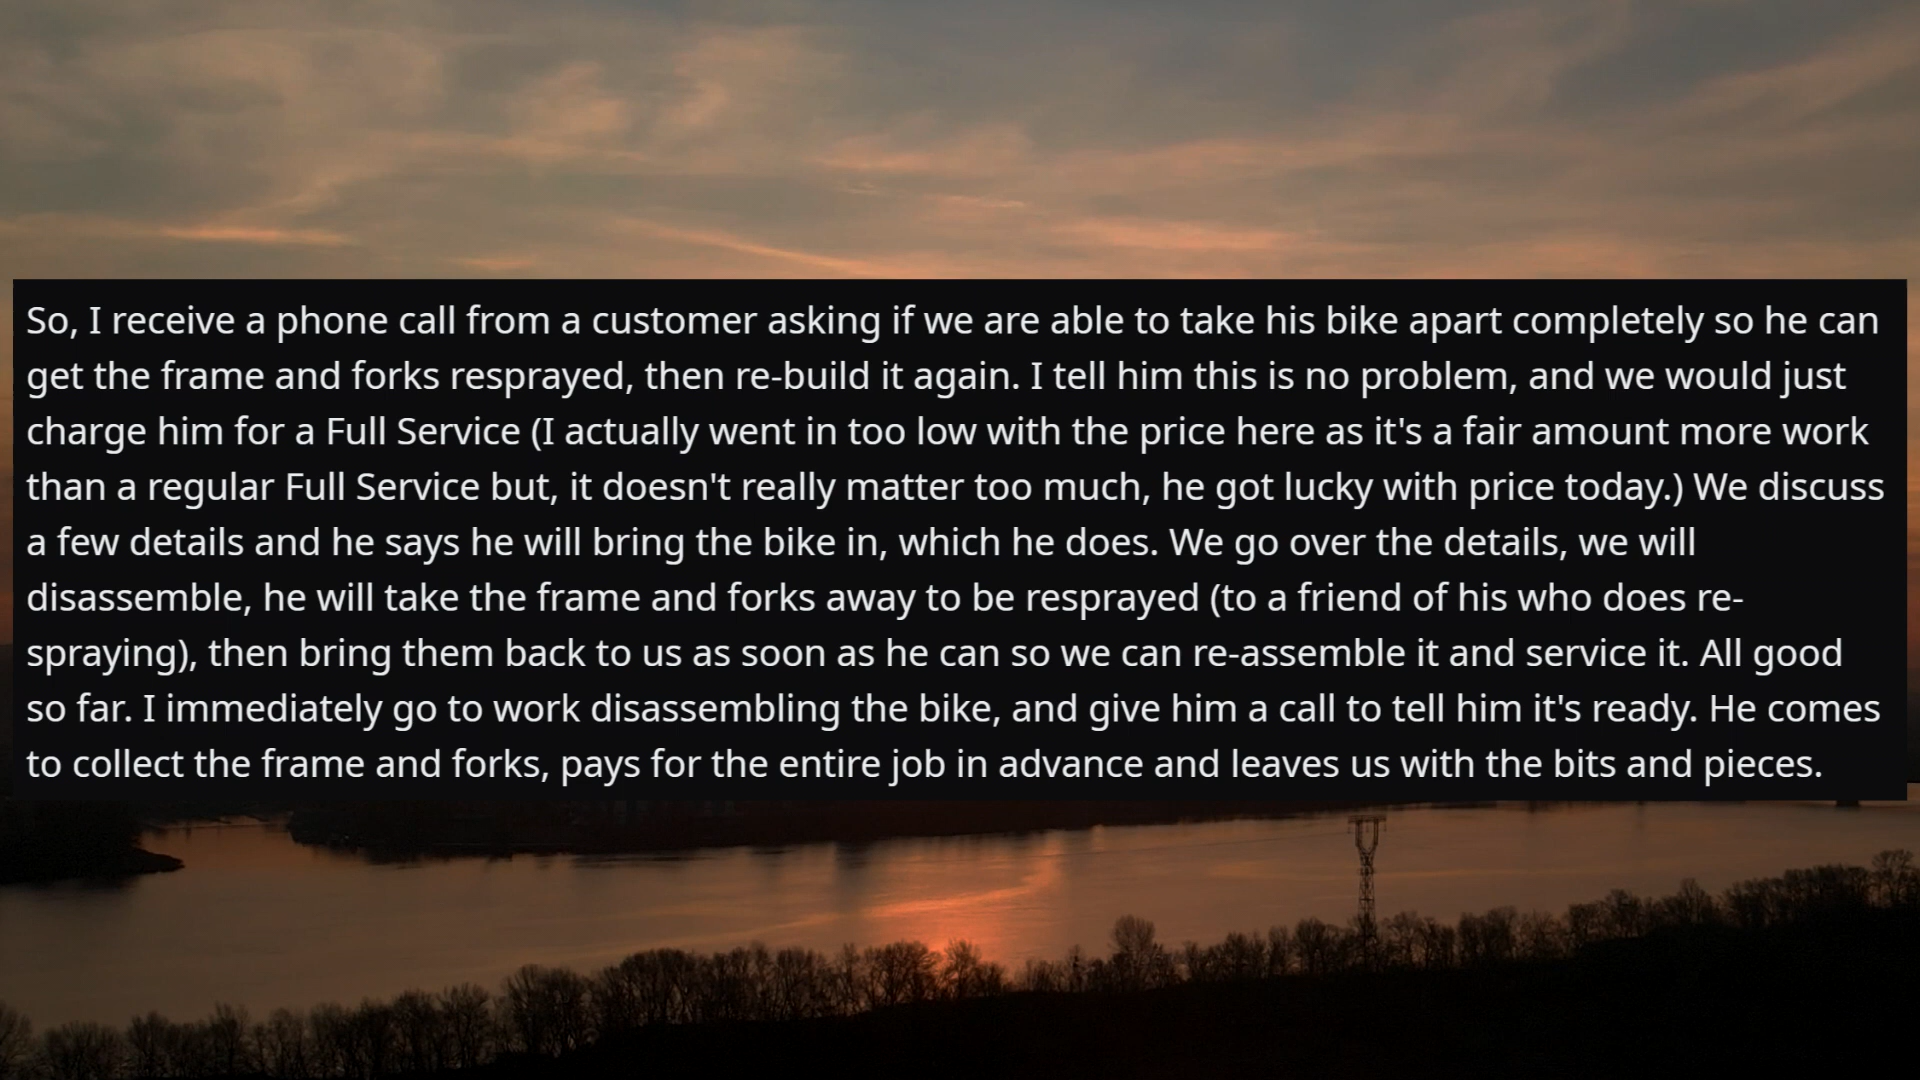 So, I receive a phone call from a customer asking if we are able to take his bike apart completely so he can
get the frame and forks resprayed, then re-build it again. I tell him this is no problem, and we would just
charge him for a Full Service (I actually went in too low with the price here as it's a fair amount more work
than a regular Full Service but, it doesn't really matter too much, he got lucky with price today.) We discuss
a few details and he says he will bring the bike in, which he does. We go over the details, we will
disassemble, he will take the frame and forks away to be resprayed (to a friend of his who does re-
spraying), then bring them back to us as soon as he can so we can re-assemble it and service it. All good
so far. I immediately go to work disassembling the bike, and give him a call to tell him it's ready. He comes
to collect the frame and forks, pays for the entire job in advance and leaves us with the bits and pieces.